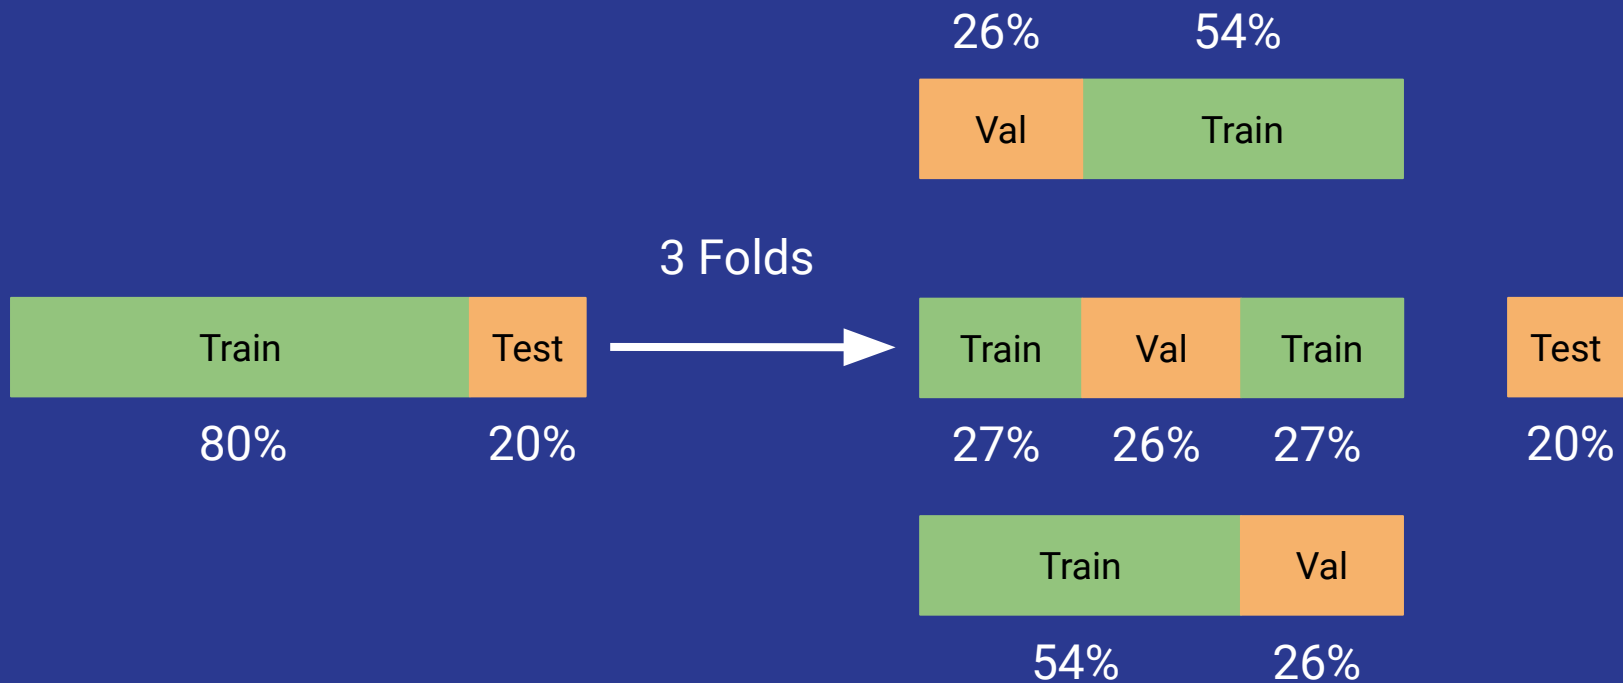 26% 54%
Val Train
3 Folds
Train Test Train Val Train Test
80% 20% 27% 26% 27% 20%
Train Val
54% 26%